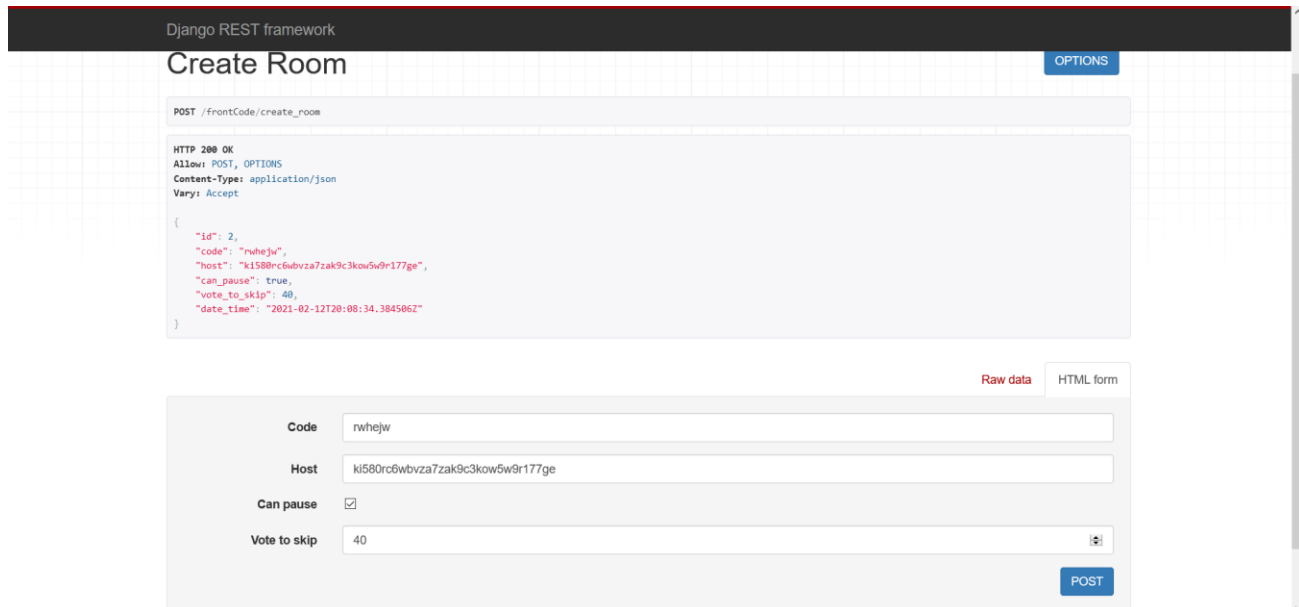 Django REST framework
Create Room
OPTIONS
POST /frontCode/create_room
HTTP 200 OK
Allow: POST, OPTIONS
Content-Type: application/json
Vary: Accept
{
"id": 2,
"code": "rwhejw",
"host": "ki580rc6wbvza7zak9c3kow5w9r177ge",
"can_pause": true,
"vote_to_skip": 40,
"date_time": "2021-02-12T20:08:34.384506Z"
}
Raw data HTML form
Code rwhejw
Host ki580rc6wbvza7zak9c3kow5w9r177ge
Can pause
Vote to skip 40
POST